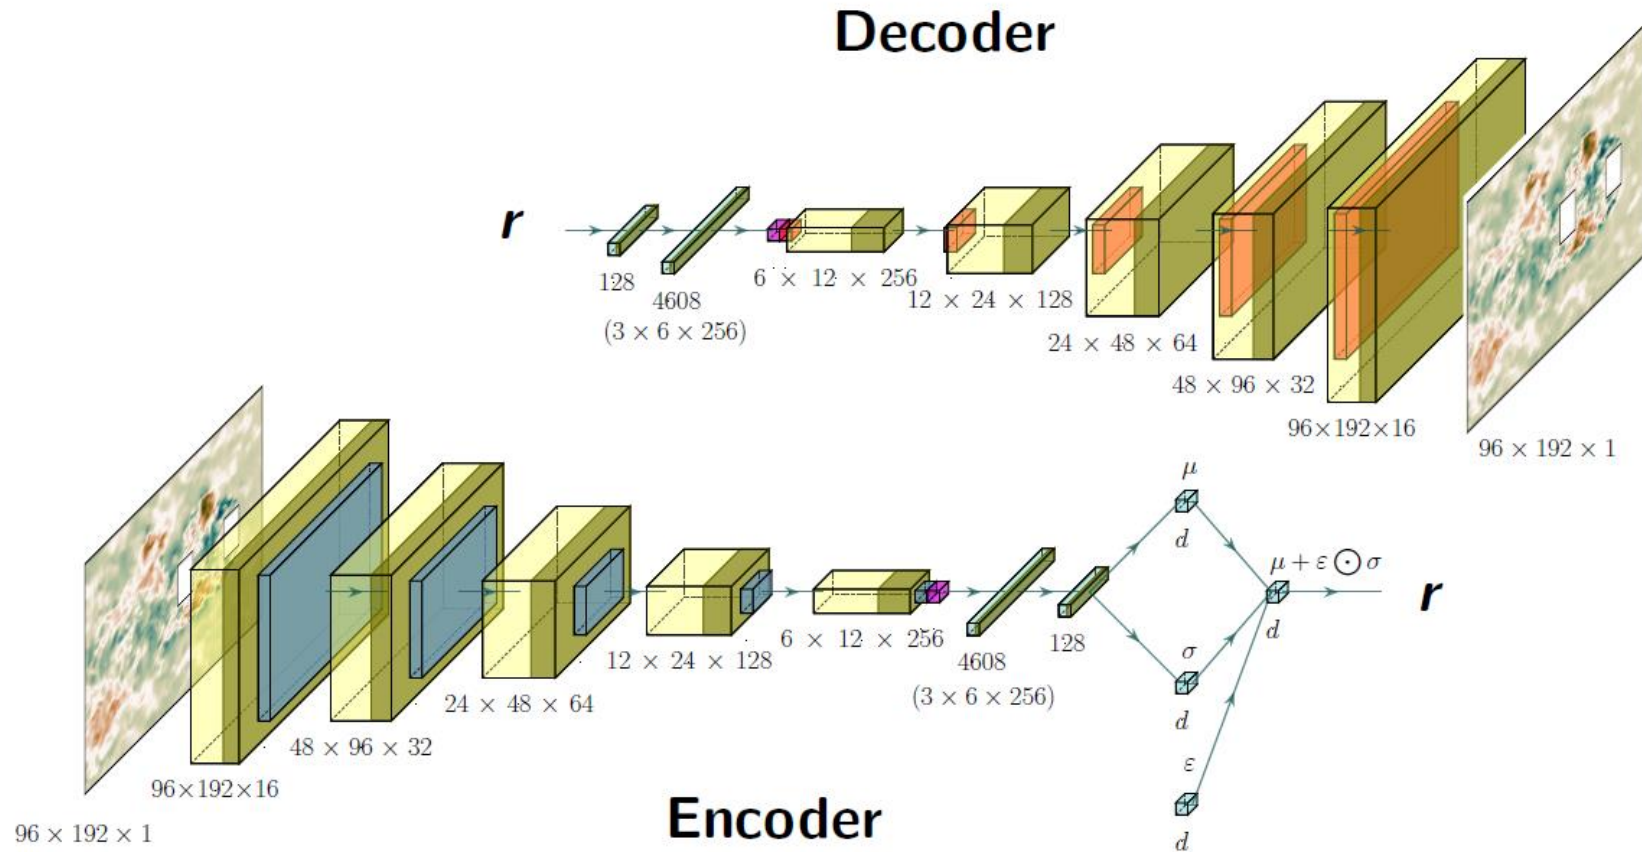 Decoder
r
128
4608
(3 × 6 × 256)
6 × 12 × 256
12 × 24 × 128
24 × 48 × 64
48 × 96 × 32
96×192×16
96 × 192 × 1
96 × 192 × 1
96×192×16
48 × 96 × 32
24 × 48 × 64
12 × 24 × 128
6 × 12 × 256
4608
(3 × 6 × 256)
128
μ
d
σ
d
ε
d
μ + ε ⨀ σ
d
r
Encoder